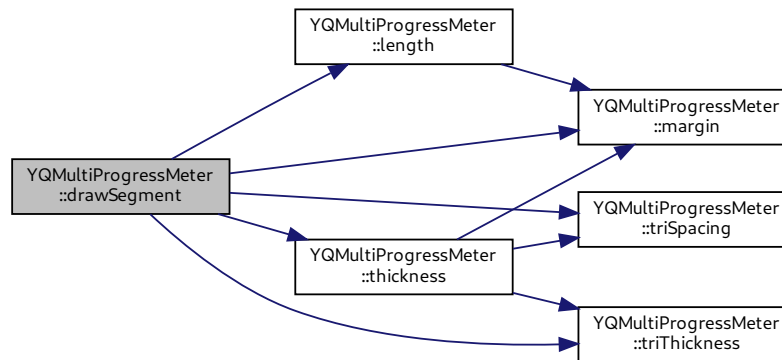 YQMultiProgressMeter
::drawSegment
YQMultiProgressMeter
::length
YQMultiProgressMeter
::thickness
YQMultiProgressMeter
::margin
YQMultiProgressMeter
::triSpacing
YQMultiProgressMeter
::triThickness